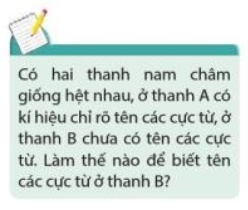 Có hai thanh nam châm
giống hệt nhau, ở thanh A có
kí hiệu chỉ rõ tên các cực từ, ở
thanh B chưa có tên các cực
từ. Làm thế nào để biết tên
các cực từ ở thanh B?